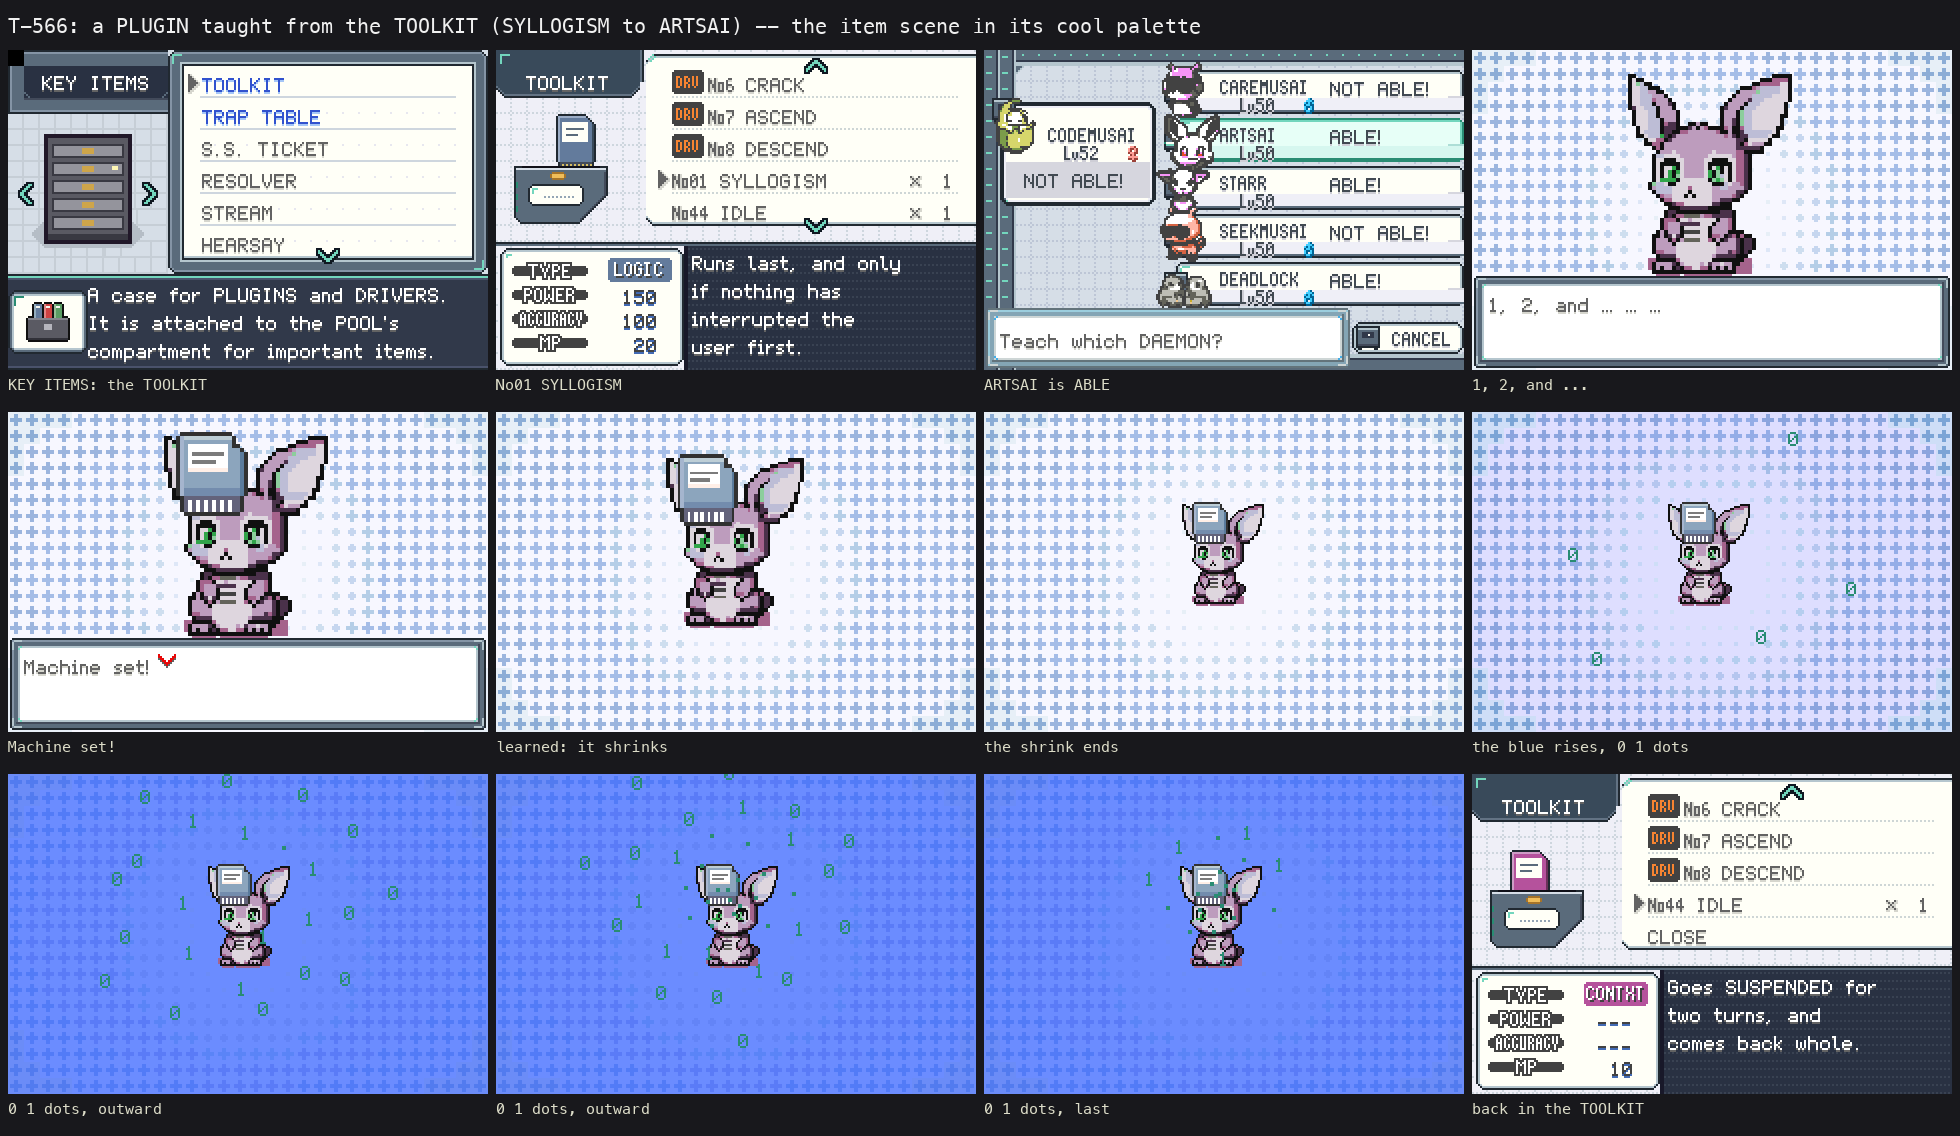 T-566: a PLUGIN taught from the TOOLKIT (SYLLOGISM to ARTSAI) —— the item scene in its cool palette
KEY ITEMS
TOOLKIT
TRAP TABLE
S.S. TICKET
RESOLVER
STREAM
HEARSAY
A case for PLUGINS and DRIVERS.
It is attached to the POOL's
compartment for important items.
KEY ITEMS: the TOOLKIT
TOOLKIT
DRV No6 CRACK
DRV No7 ASCEND
DRV No8 DESCEND
No01 SYLLOGISM × 1
No44 IDLE × 1
TYPE LOGIC
POWER 150
ACCURACY 100
MP 20
Runs last, and only
if nothing has
interrupted the
user first.
No01 SYLLOGISM
CODEMUSAI
Lv52
NOT ABLE!
CAREMUSAI NOT ABLE!
Lv50
ARTSAI ABLE!
Lv50
STARR ABLE!
Lv50
SEEKMUSAI NOT ABLE!
Lv50
DEADLOCK ABLE!
Lv50
Teach which DAEMON?
CANCEL
ARTSAI is ABLE
1, 2, and … … …
1, 2, and ...
Machine set!
Machine set!
learned: it shrinks
the shrink ends
0
0
0
0
0
the blue rises, 0 1 dots
0 1 dots, outward
0 1 dots, outward
0 1 dots, last
TOOLKIT
DRV No6 CRACK
DRV No7 ASCEND
DRV No8 DESCEND
No44 IDLE × 1
CLOSE
TYPE CONTXT
POWER ---
ACCURACY ---
MP 10
Goes SUSPENDED for
two turns, and
comes back whole.
back in the TOOLKIT